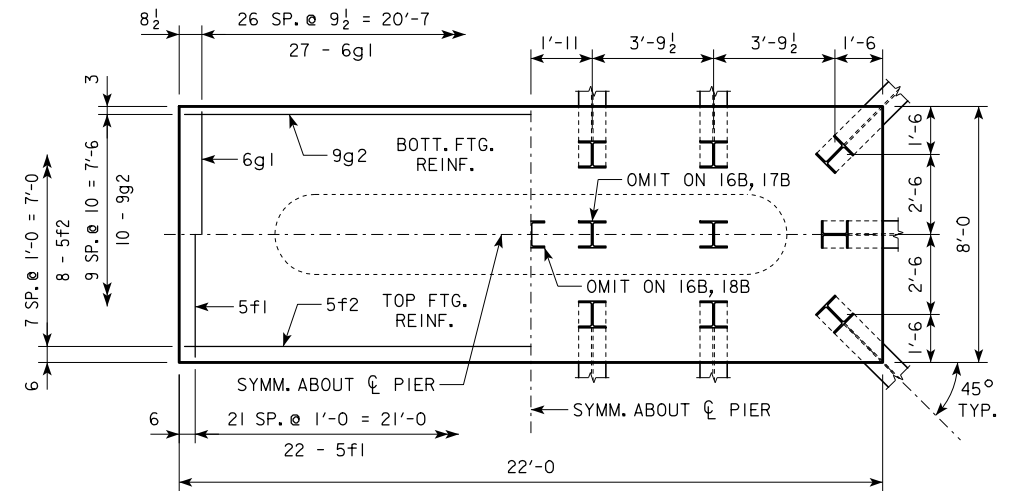 8½
26 SP. @ 9½ = 20'-7
27 - 6g1
1'-11
3'-9½
3'-9½
1'-6
3
6g1
9g2
BOTT. FTG.
REINF.
OMIT ON 16B, 17B
1'-6
2'-6
2'-6
1'-6
8'-0
7 SP. @ 1'-0 = 7'-0
8 - 5f2
9 SP. @ 10 = 7'-6
10 - 9g2
OMIT ON 16B, 18B
5f1
5f2
TOP FTG.
REINF.
6
SYMM. ABOUT ℄ PIER
SYMM. ABOUT ℄ PIER
45°
TYP.
6
21 SP. @ 1'-0 = 21'-0
22 - 5f1
22'-0